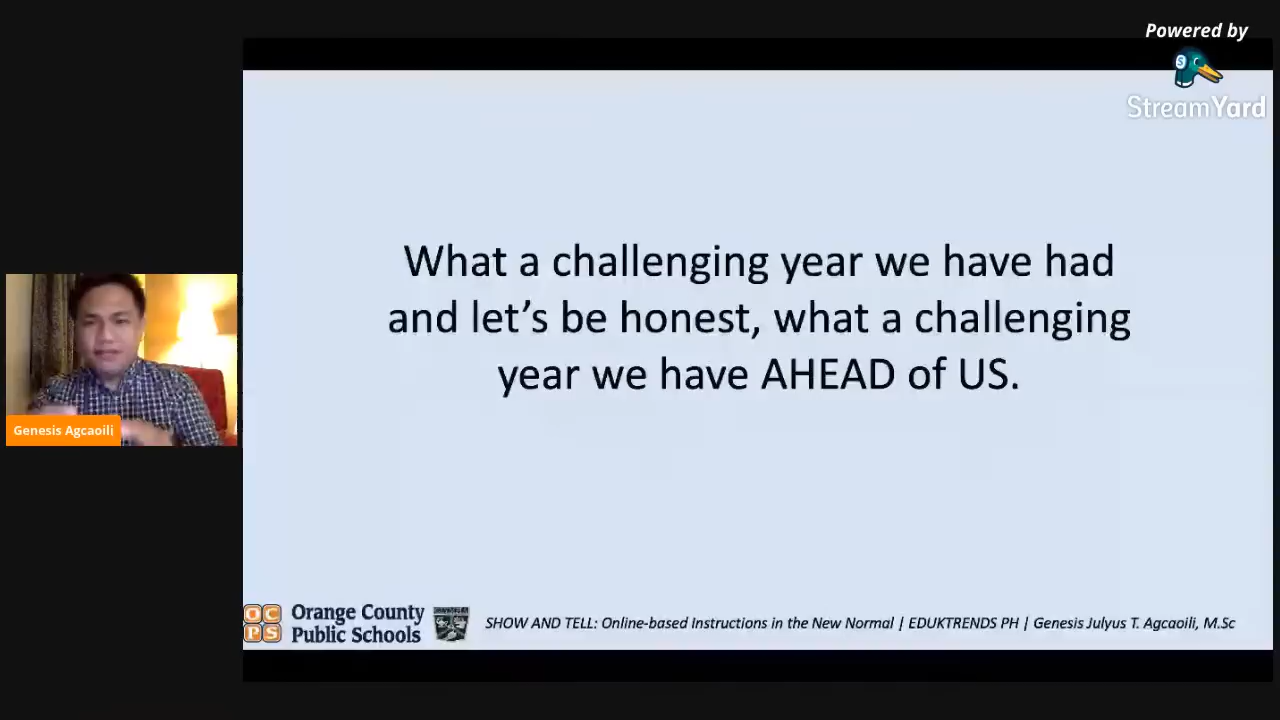 Powered by
StreamYard
What a challenging year we have had
and let's be honest, what a challenging
year we have AHEAD of US.
Genesis Agcaoili
OC
PS
Orange County
Public Schools
SHOW AND TELL: Online-based Instructions in the New Normal | EDUKTRENDS PH | Genesis Julyus T. Agcaoili, M.Sc